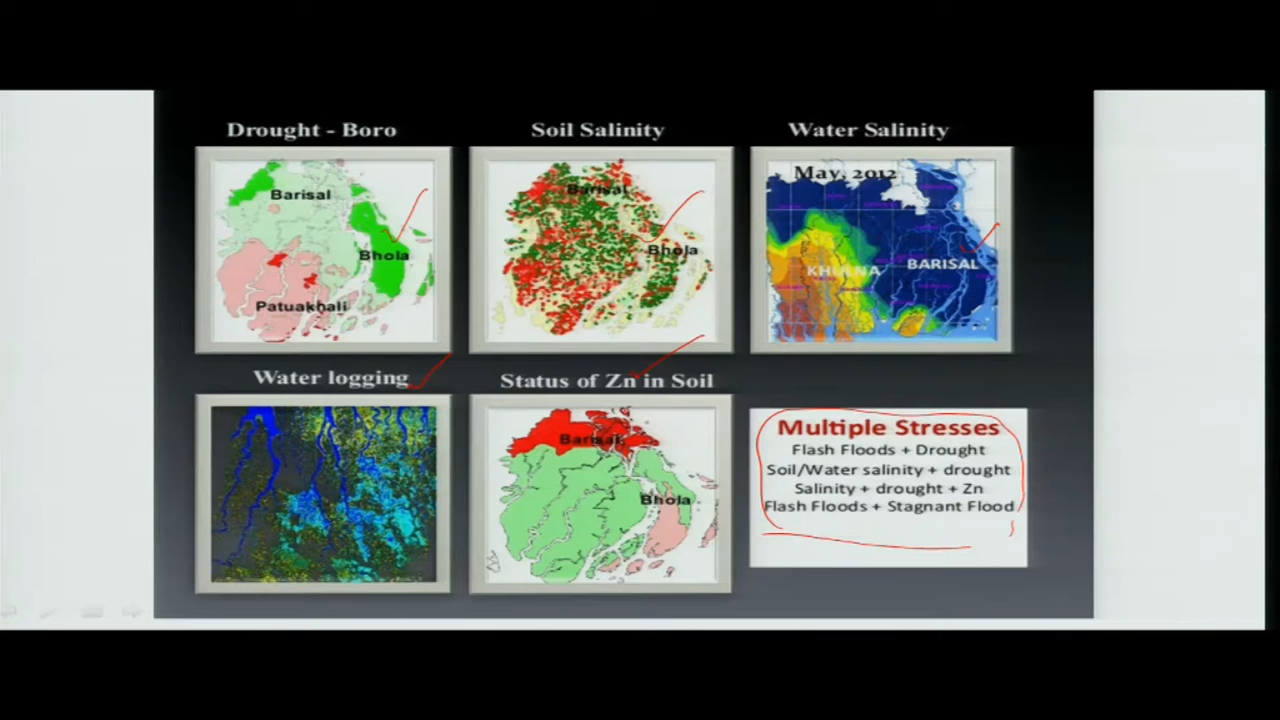 Drought - Boro
Soil Salinity
Water Salinity
Barisal
Bhola
Patuakhali
Barisal
Bhola
May, 2012
KHULNA
BARISAL
Water logging
Status of Zn in Soil
Barisal
Bhola
Multiple Stresses
Flash Floods + Drought
Soil/Water salinity + drought
Salinity + drought + Zn
Flash Floods + Stagnant Flood